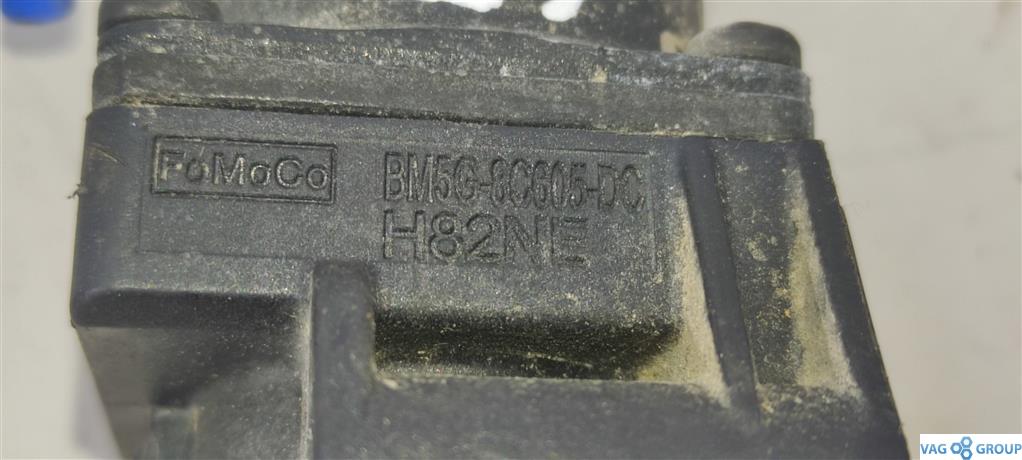 FoMoCo BM5G-8C605-DC
H82NE
VAG GROUP